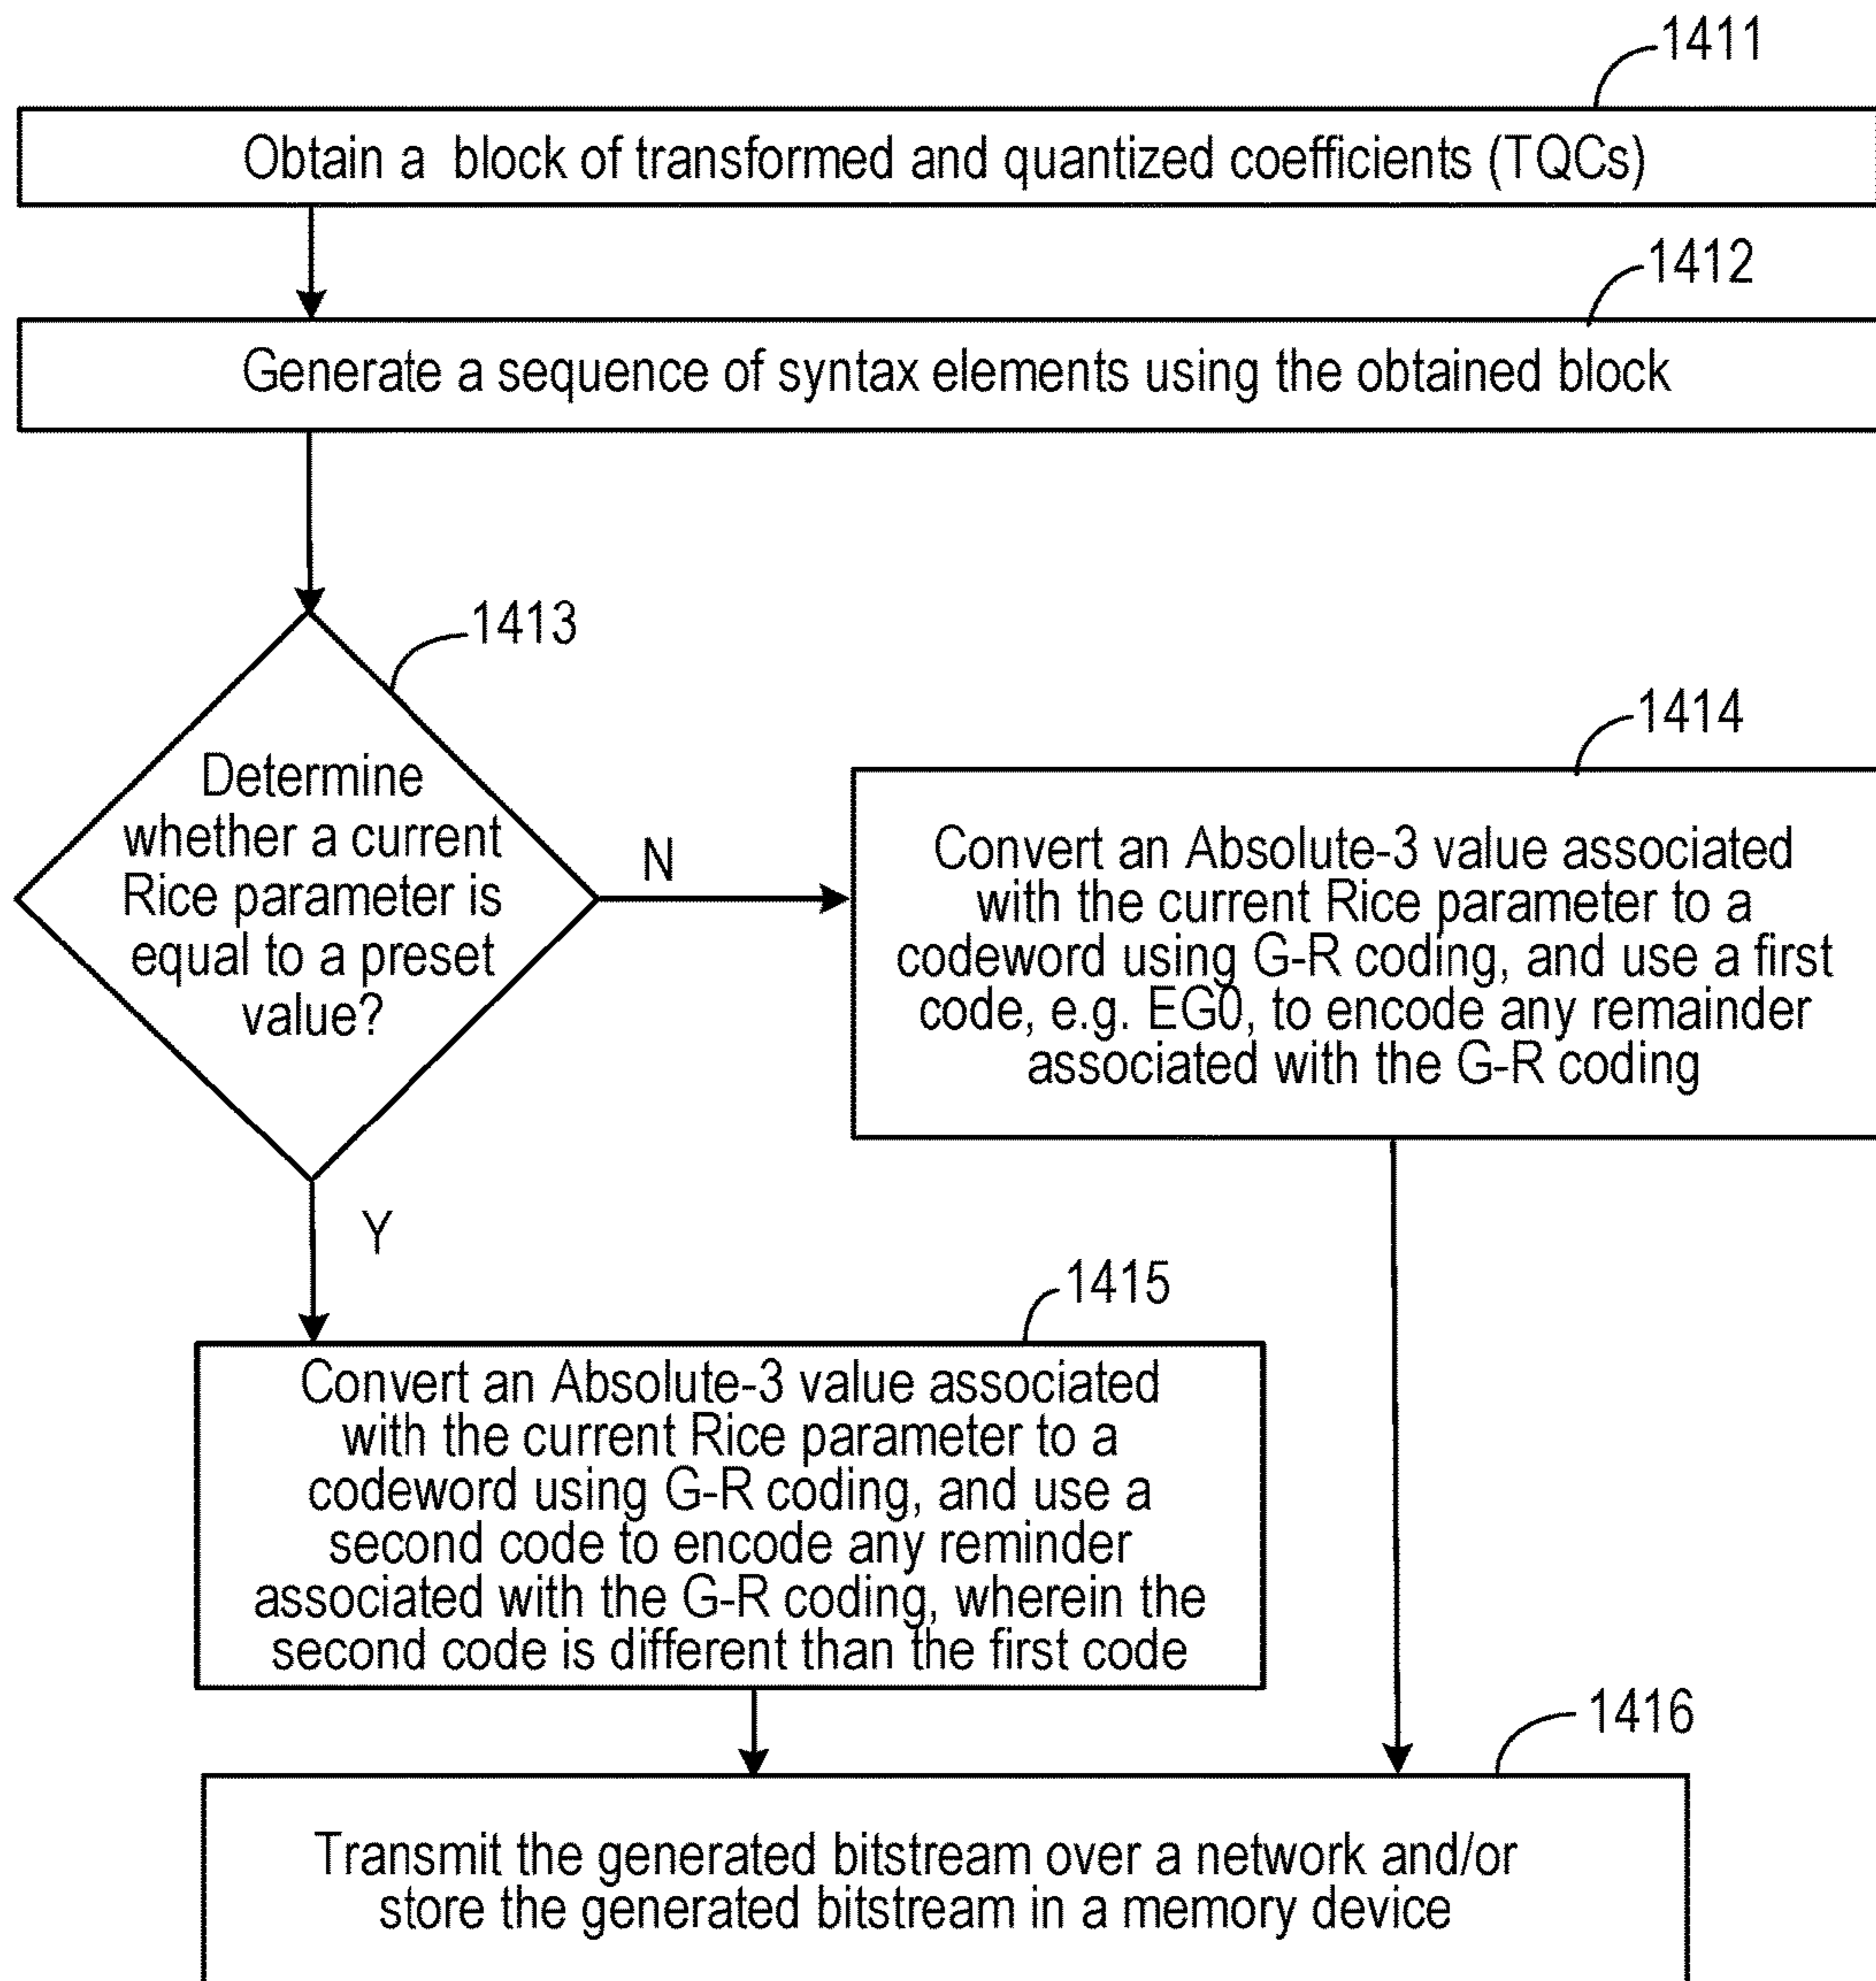 1411
Obtain a block of transformed and quantized coefficients (TQCs)
1412
Generate a sequence of syntax elements using the obtained block
1413
Determine
whether a current
Rice parameter is
equal to a preset
value?
N
1414
Convert an Absolute-3 value associated
with the current Rice parameter to a
codeword using G-R coding, and use a first
code, e.g. EG0, to encode any remainder
associated with the G-R coding
Y
1415
Convert an Absolute-3 value associated
with the current Rice parameter to a
codeword using G-R coding, and use a
second code to encode any reminder
associated with the G-R coding, wherein the
second code is different than the first code
1416
Transmit the generated bitstream over a network and/or
store the generated bitstream in a memory device